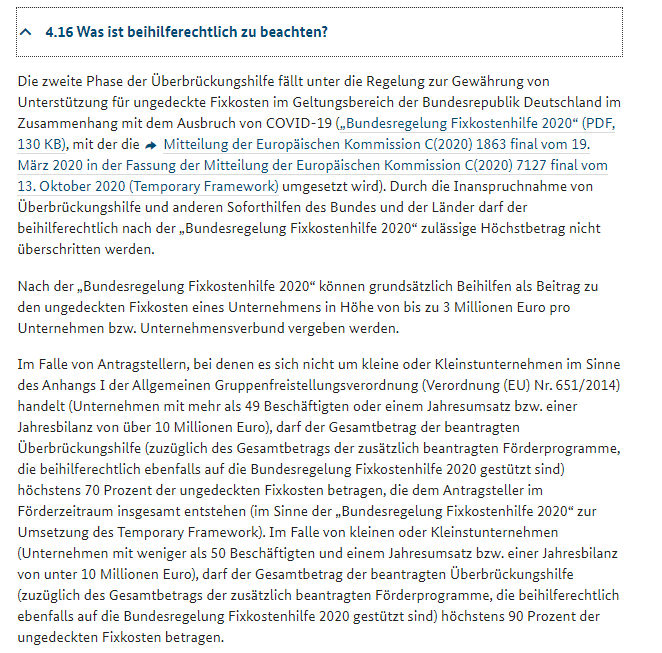 4.16 Was ist beihilferechtlich zu beachten?
Die zweite Phase der Überbrückungshilfe fällt unter die Regelung zur Gewährung von
Unterstützung für ungedeckte Fixkosten im Geltungsbereich der Bundesrepublik Deutschland im
Zusammenhang mit dem Ausbruch von COVID-19 („Bundesregelung Fixkostenhilfe 2020“ (PDF,
130 KB), mit der die Mitteilung der Europäischen Kommission C(2020) 1863 final vom 19.
März 2020 in der Fassung der Mitteilung der Europäischen Kommission C(2020) 7127 final vom
13. Oktober 2020 (Temporary Framework) umgesetzt wird). Durch die Inanspruchnahme von
Überbrückungshilfe und anderen Soforthilfen des Bundes und der Länder darf der
beihilferechtlich nach der „Bundesregelung Fixkostenhilfe 2020“ zulässige Höchstbetrag nicht
überschritten werden.
Nach der „Bundesregelung Fixkostenhilfe 2020“ können grundsätzlich Beihilfen als Beitrag zu
den ungedeckten Fixkosten eines Unternehmens in Höhe von bis zu 3 Millionen Euro pro
Unternehmen bzw. Unternehmensverbund vergeben werden.
Im Falle von Antragstellern, bei denen es sich nicht um kleine oder Kleinstunternehmen im Sinne
des Anhangs I der Allgemeinen Gruppenfreistellungsverordnung (Verordnung (EU) Nr. 651/2014)
handelt (Unternehmen mit mehr als 49 Beschäftigten oder einem Jahresumsatz bzw. einer
Jahresbilanz von über 10 Millionen Euro), darf der Gesamtbetrag der beantragten
Überbrückungshilfe (zuzüglich des Gesamtbetrags der zusätzlich beantragten Förderprogramme,
die beihilferechtlich ebenfalls auf die Bundesregelung Fixkostenhilfe 2020 gestützt sind)
höchstens 70 Prozent der ungedeckten Fixkosten betragen, die dem Antragsteller im
Förderzeitraum insgesamt entstehen (im Sinne der „Bundesregelung Fixkostenhilfe 2020“ zur
Umsetzung des Temporary Framework). Im Falle von kleinen oder Kleinstunternehmen
(Unternehmen mit weniger als 50 Beschäftigten und einem Jahresumsatz bzw. einer Jahresbilanz
von unter 10 Millionen Euro), darf der Gesamtbetrag der beantragten Überbrückungshilfe
(zuzüglich des Gesamtbetrags der zusätzlich beantragten Förderprogramme, die beihilferechtlich
ebenfalls auf die Bundesregelung Fixkostenhilfe 2020 gestützt sind) höchstens 90 Prozent der
ungedeckten Fixkosten betragen.